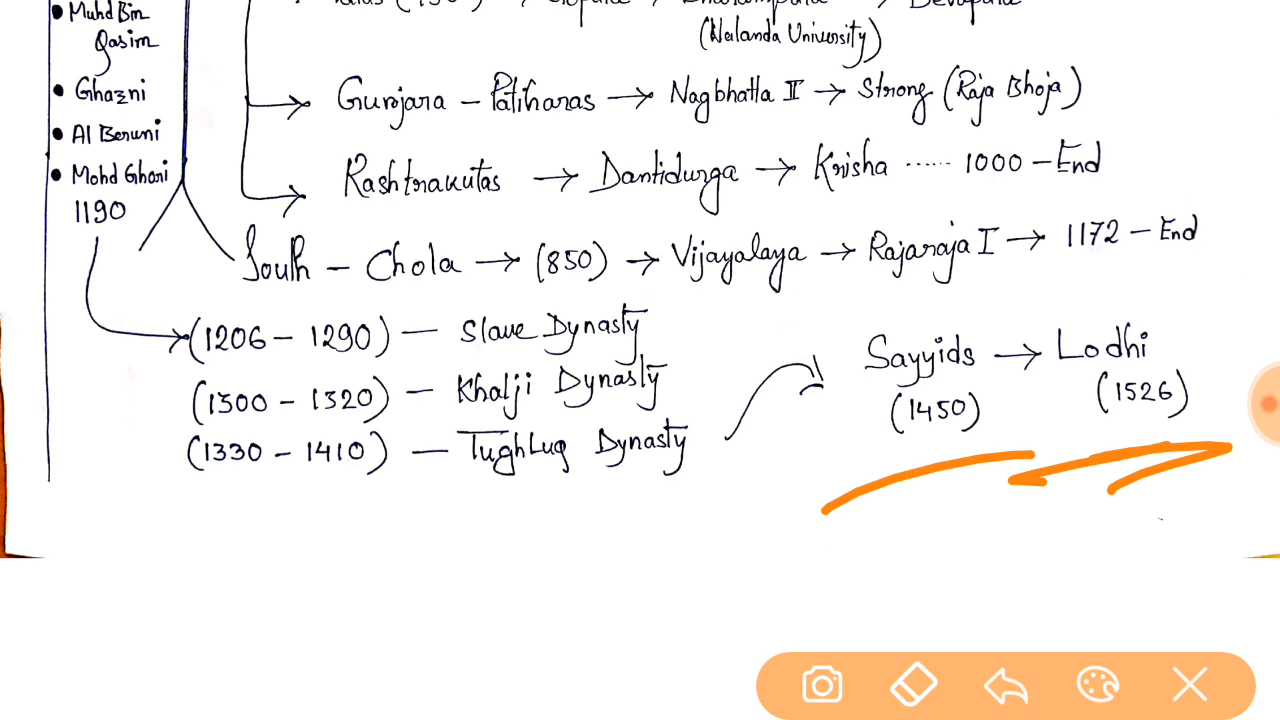 • Muhd Bin
Qasim
• Ghazni
• Al Beruni
• Mohd Ghori
1190
(Nalanda University)
Gurjara – Patiharas → Nagbhatta II → Strong (Raja Bhoja)
Rashtrakutas → Dantidurga → Krisha ...... 1000 – End
South – Chola → (850) → Vijayalaya → Rajaraja I → 1172 – End
(1206 – 1290) — Slave Dynasty
(1300 – 1320) — Khalji Dynasty
(1330 – 1410) — Tughluq Dynasty
Sayyids → Lodhi
(1450) (1526)